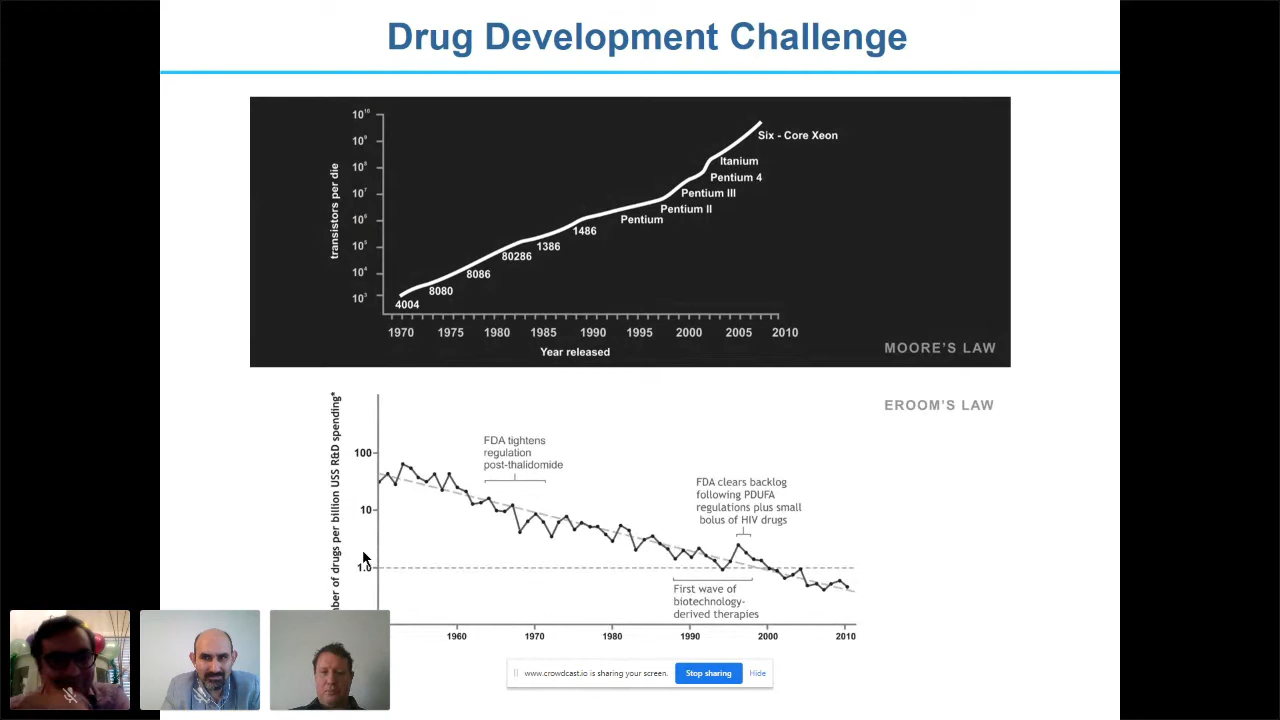 Drug Development Challenge
10¹⁰
10⁹
10⁸
10⁷
10⁶
10⁵
10⁴
10³
transistors per die
Six - Core Xeon
Itanium
Pentium 4
Pentium III
Pentium II
Pentium
1486
1386
80286
8086
8080
4004
1970 1975 1980 1985 1990 1995 2000 2005 2010
Year released
MOORE'S LAW
EROOM'S LAW
of drugs per billion USS R&D spending*
100
10
1.0
FDA tightens
regulation
post-thalidomide
FDA clears backlog
following PDUFA
regulations plus small
bolus of HIV drugs
First wave of
biotechnology-
derived therapies
1960 1970 1980 1990 2000 2010
www.crowdcast.io is sharing your screen.
Stop sharing
Hide